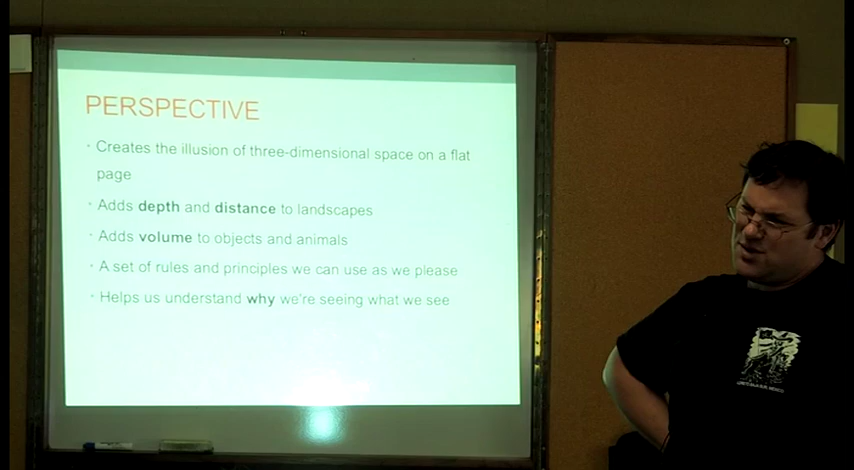 PERSPECTIVE
• Creates the illusion of three-dimensional space on a flat
page
• Adds depth and distance to landscapes
• Adds volume to objects and animals
• A set of rules and principles we can use as we please
• Helps us understand why we're seeing what we see